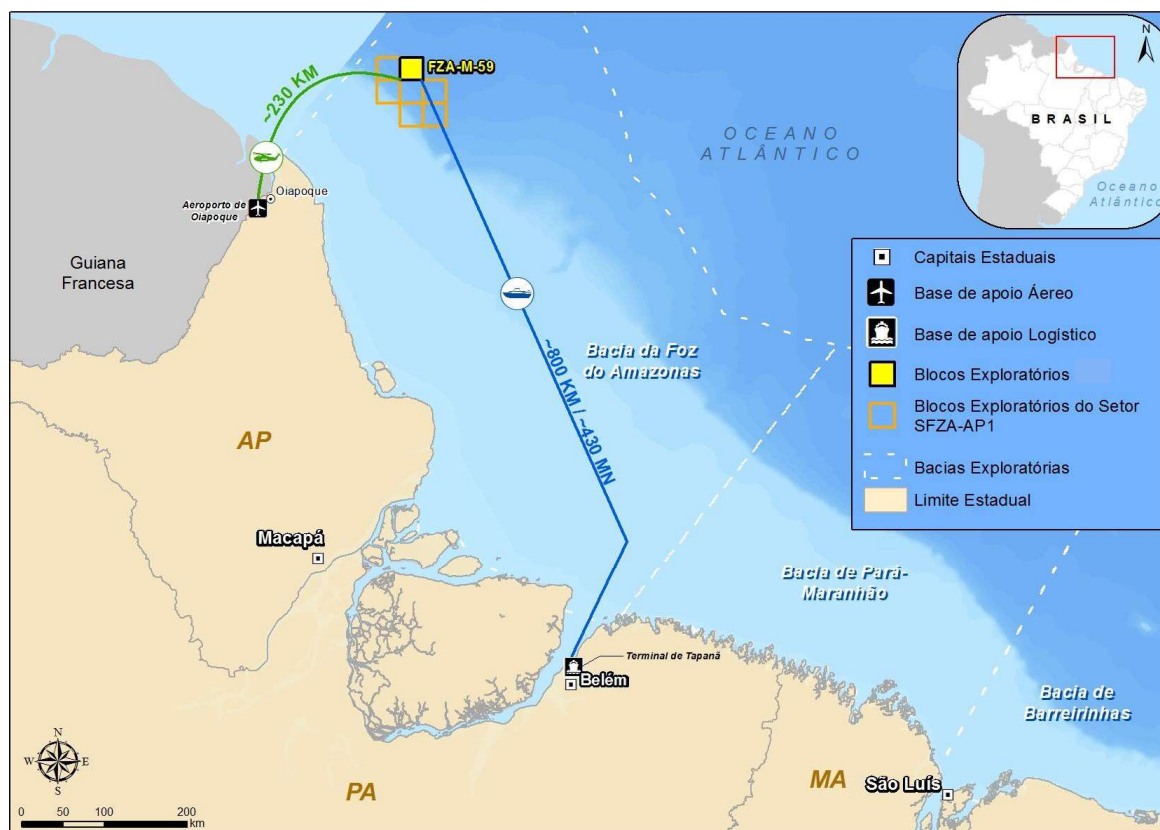 ~230 KM
FZA-M-59
Oiapoque
Aeroporto de
Oiapoque
Guiana
Francesa
OCEANO
ATLÂNTICO
N
BRASIL
Oceano
Atlântico
Capitais Estaduais
Base de apoio Áereo
Base de apoio Logístico
Blocos Exploratórios
Blocos Exploratórios do Setor
SFZA-AP1
Bacias Exploratórias
Limite Estadual
Bacia da Foz
do Amazonas
~800 KM / ~430 MN
AP
Macapá
Bacia de Pará-
Maranhão
Terminal de Tapanã
Belém
Bacia de
Barreirinhas
São Luís
PA
MA
N
W
E
S
0 50 100 200
km